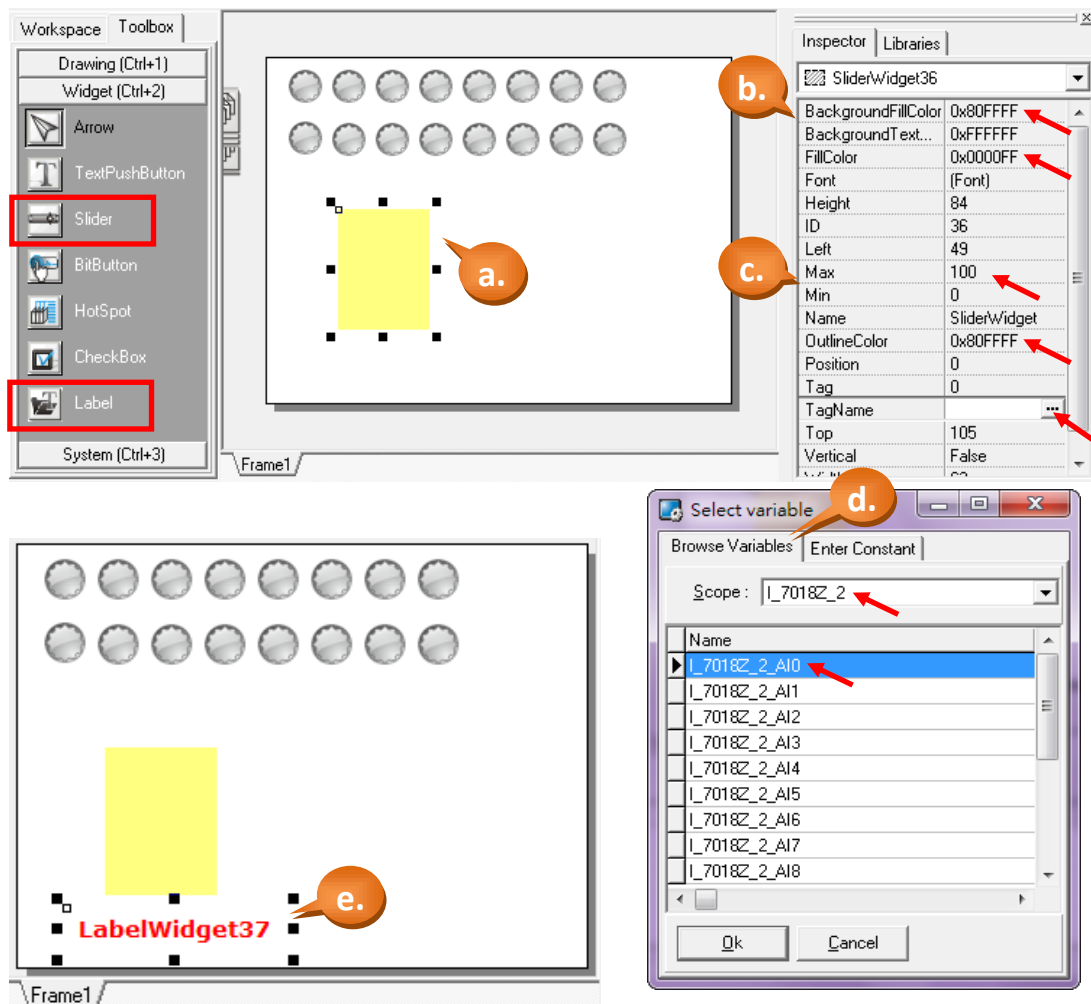 Workspace Toolbox
Drawing (Ctrl+1)
Widget (Ctrl+2)
Arrow
TextPushButton
Slider
BitButton
HotSpot
CheckBox
Label
System (Ctrl+3)
a.
Frame1
Inspector Libraries
SliderWidget36
b.
BackgroundFillColor 0x80FFFF
BackgroundText... 0xFFFFFF
FillColor 0x0000FF
Font (Font)
Height 84
ID 36
Left 49
c.
Max 100
Min 0
Name SliderWidget
OutlineColor 0x80FFFF
Position 0
Tag 0
TagName ...
Top 105
Vertical False
LabelWidget37
e.
Frame1
Select variable
d.
Browse Variables Enter Constant
Scope : I_7018Z_2
Name
I_7018Z_2_AI0
I_7018Z_2_AI1
I_7018Z_2_AI2
I_7018Z_2_AI3
I_7018Z_2_AI4
I_7018Z_2_AI5
I_7018Z_2_AI6
I_7018Z_2_AI7
I_7018Z_2_AI8
Ok Cancel